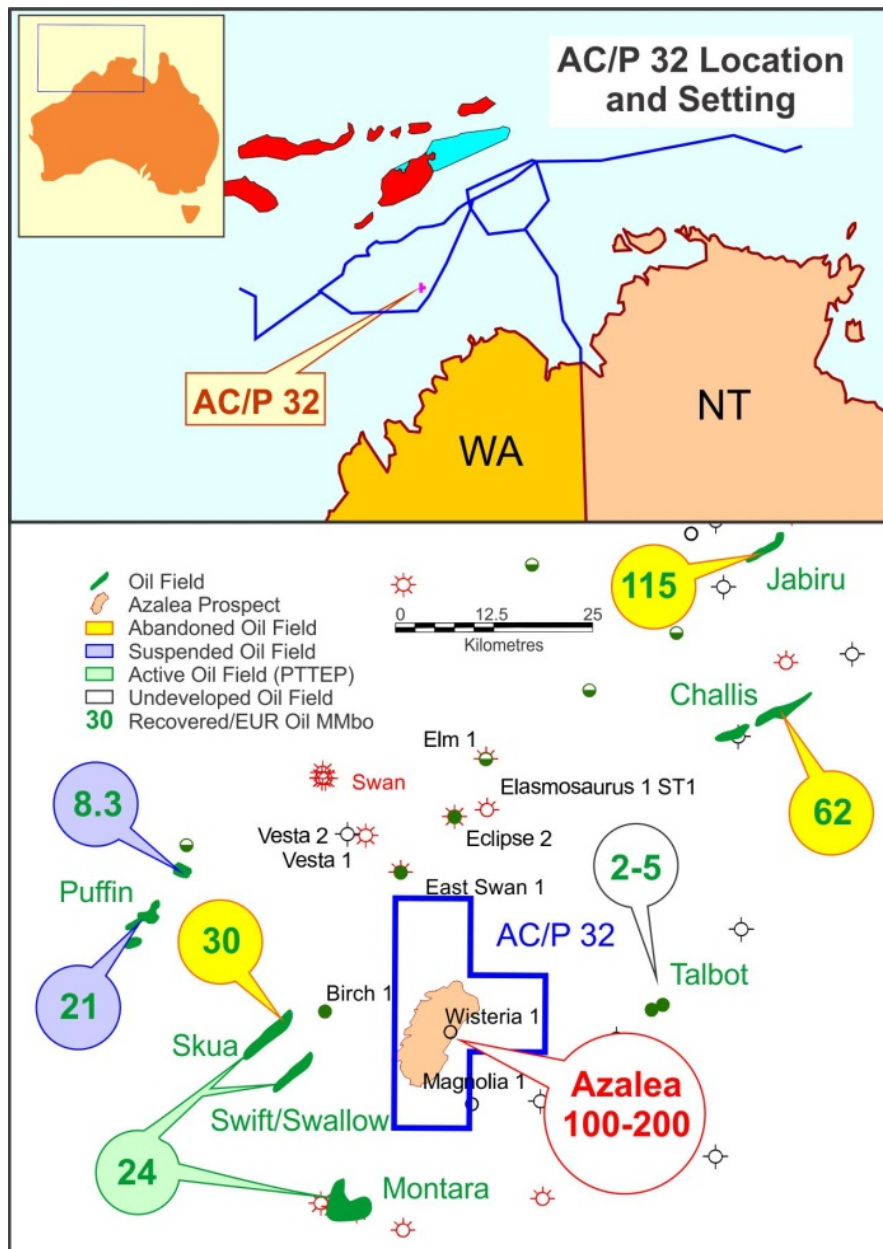 AC/P 32 Location
and Setting
AC/P 32
WA
NT
Oil Field
Azalea Prospect
Abandoned Oil Field
Suspended Oil Field
Active Oil Field (PTTEP)
Undeveloped Oil Field
30 Recovered/EUR Oil MMbo
0 12.5 25
Kilometres
115
Jabiru
Challis
62
Elm 1
Swan
Elasmosaurus 1 ST1
8.3
Vesta 2
Vesta 1
Eclipse 2
2-5
East Swan 1
Puffin
AC/P 32
30
Talbot
21
Birch 1
Wisteria 1
Skua
Magnolia 1
Azalea
100-200
Swift/Swallow
24
Montara